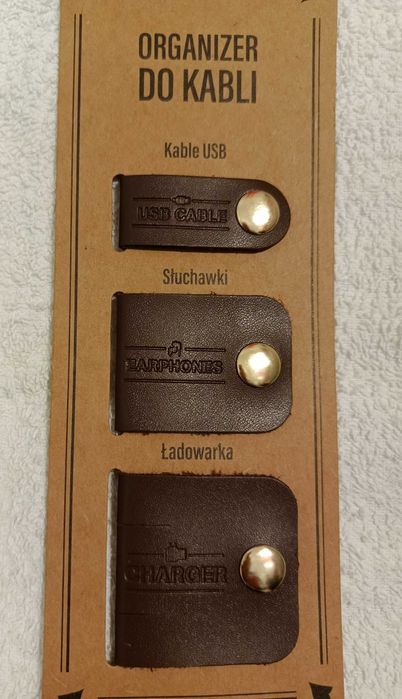 ORGANIZER
DO KABLI
Kable USB
USB CABLE
Słuchawki
EARPHONES
Ładowarka
CHARGER